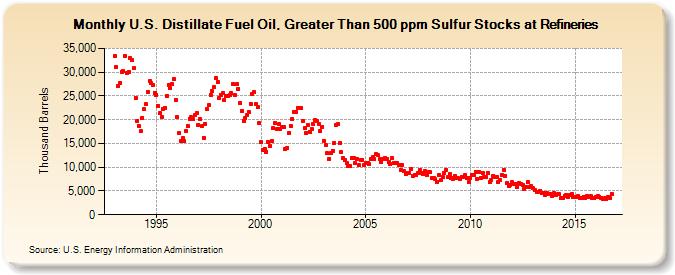 Monthly U.S. Distillate Fuel Oil, Greater Than 500 ppm Sulfur Stocks at Refineries
Thousand Barrels
35,000
30,000
25,000
20,000
15,000
10,000
5,000
0
1995 2000 2005 2010 2015
Source: U.S. Energy Information Administration